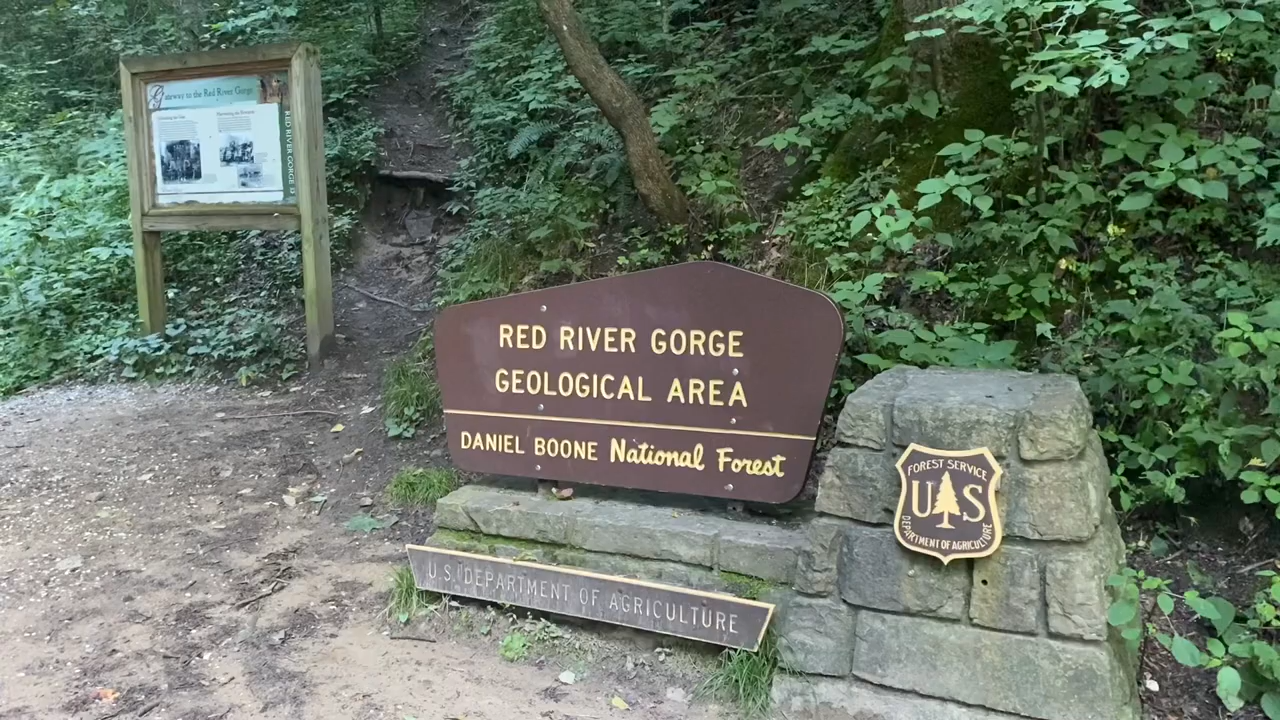 Gateway to the Red River Gorge
RED RIVER GORGE
RED RIVER GORGE
GEOLOGICAL AREA
DANIEL BOONE National Forest
U.S. DEPARTMENT OF AGRICULTURE
FOREST SERVICE
U S
DEPARTMENT OF AGRICULTURE